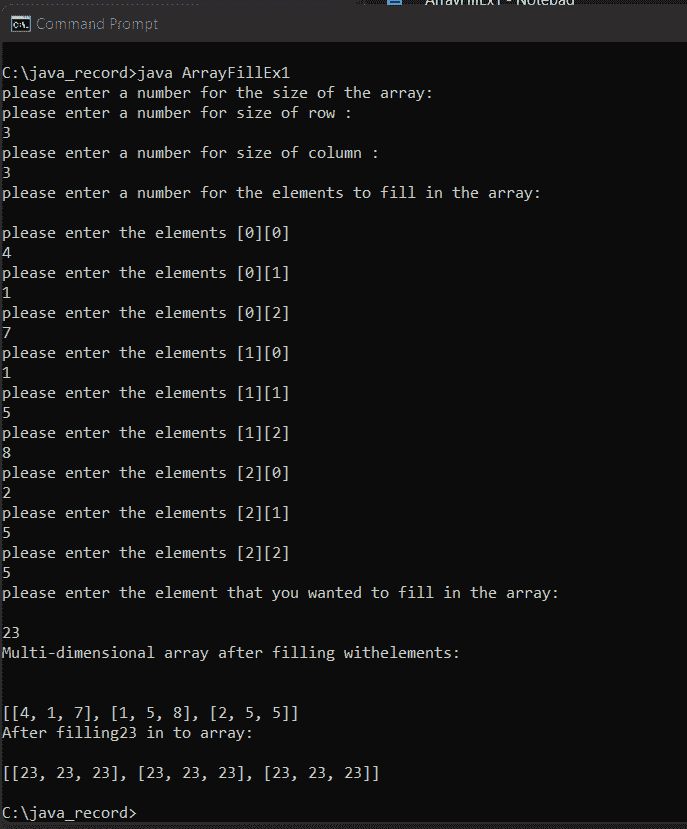 ArrayFillEx1 - Notepad
Command Prompt
C:\java_record>java ArrayFillEx1
please enter a number for the size of the array:
please enter a number for size of row :
3
please enter a number for size of column :
3
please enter a number for the elements to fill in the array:
please enter the elements [0][0]
4
please enter the elements [0][1]
1
please enter the elements [0][2]
7
please enter the elements [1][0]
1
please enter the elements [1][1]
5
please enter the elements [1][2]
8
please enter the elements [2][0]
2
please enter the elements [2][1]
5
please enter the elements [2][2]
5
please enter the element that you wanted to fill in the array:
23
Multi-dimensional array after filling withelements:
[[4, 1, 7], [1, 5, 8], [2, 5, 5]]
After filling23 in to array:
[[23, 23, 23], [23, 23, 23], [23, 23, 23]]
C:\java_record>